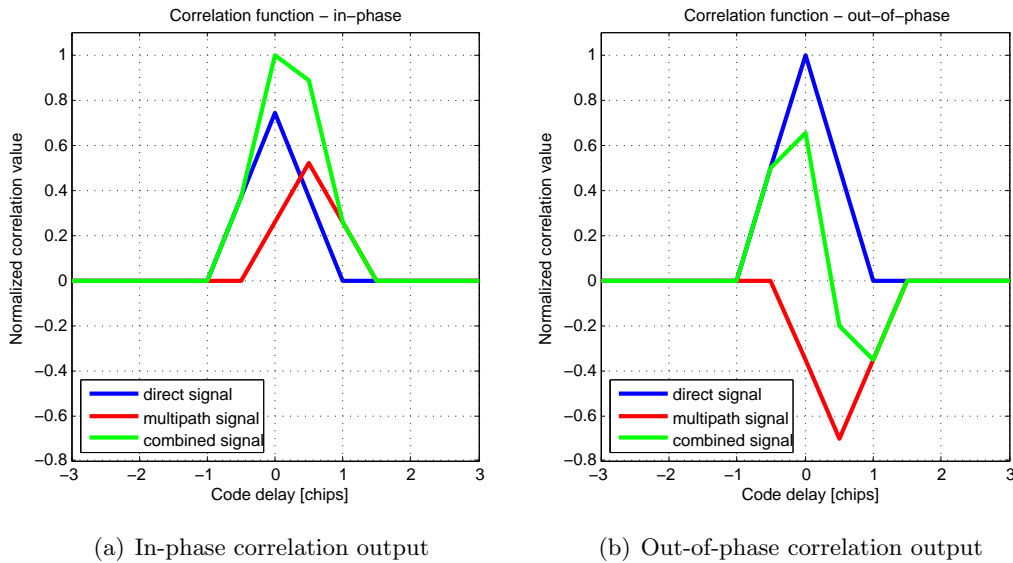 Correlation function – in–phase
Normalized correlation value
1
0.8
0.6
0.4
0.2
0
−0.2
−0.4
−0.6
−0.8
direct signal
multipath signal
combined signal
−3 −2 −1 0 1 2 3
Code delay [chips]
(a) In-phase correlation output
Correlation function – out–of–phase
Normalized correlation value
1
0.8
0.6
0.4
0.2
0
−0.2
−0.4
−0.6
−0.8
direct signal
multipath signal
combined signal
−3 −2 −1 0 1 2 3
Code delay [chips]
(b) Out-of-phase correlation output